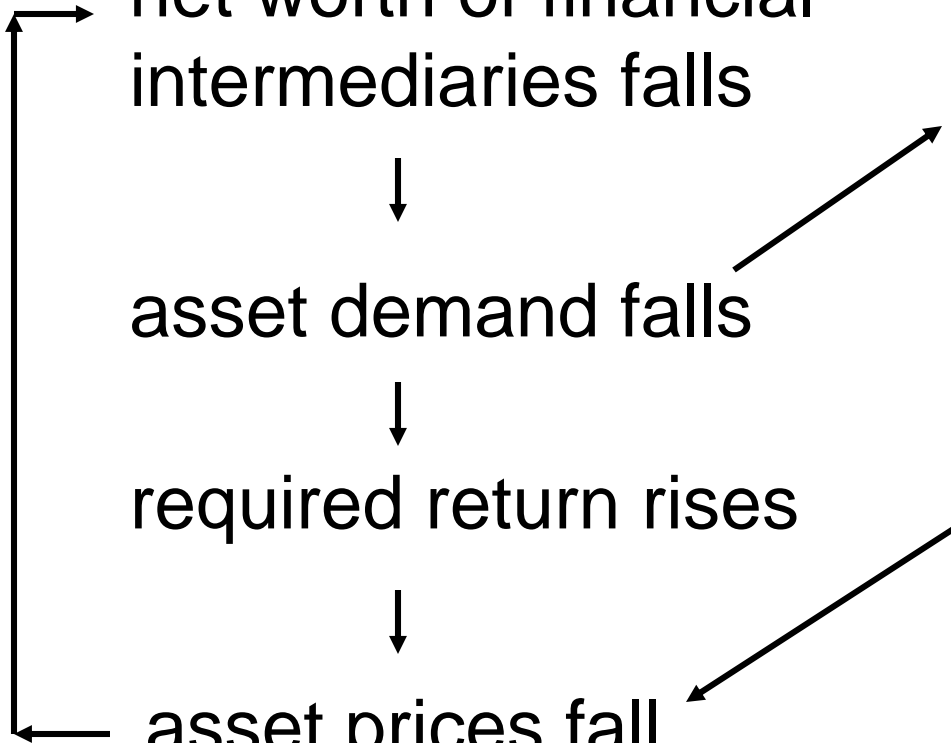 net worth of financial
intermediaries falls
asset demand falls
required return rises
asset prices fall